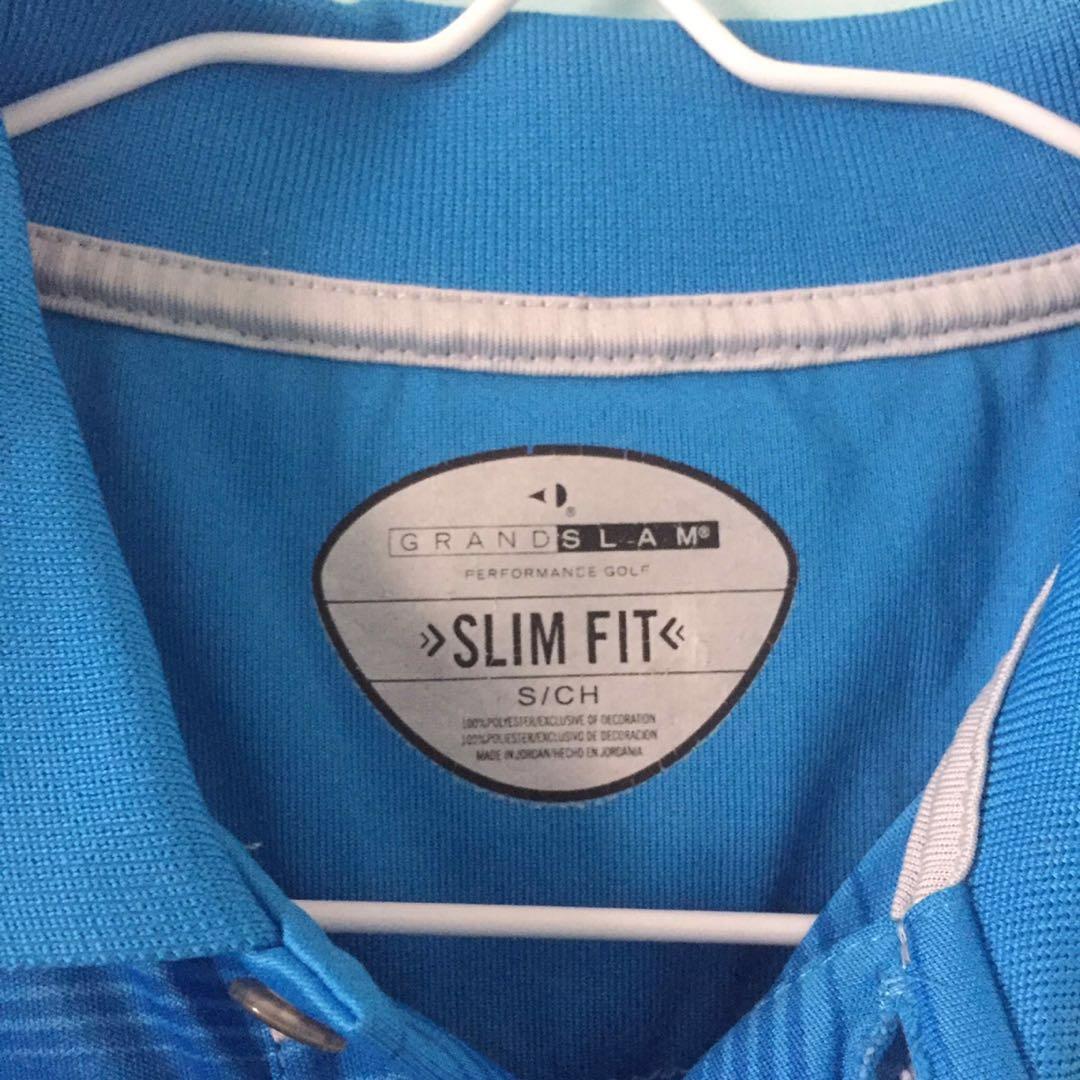 ®
GRANDSLAM®
PERFORMANCE GOLF
»SLIM FIT«
S/CH
100%POLYESTER/EXCLUSIVE OF DECORATION
100%POLIESTER/EXCLUSIVO DE DECORACION
MADE IN JORDAN/HECHO EN JORDANIA